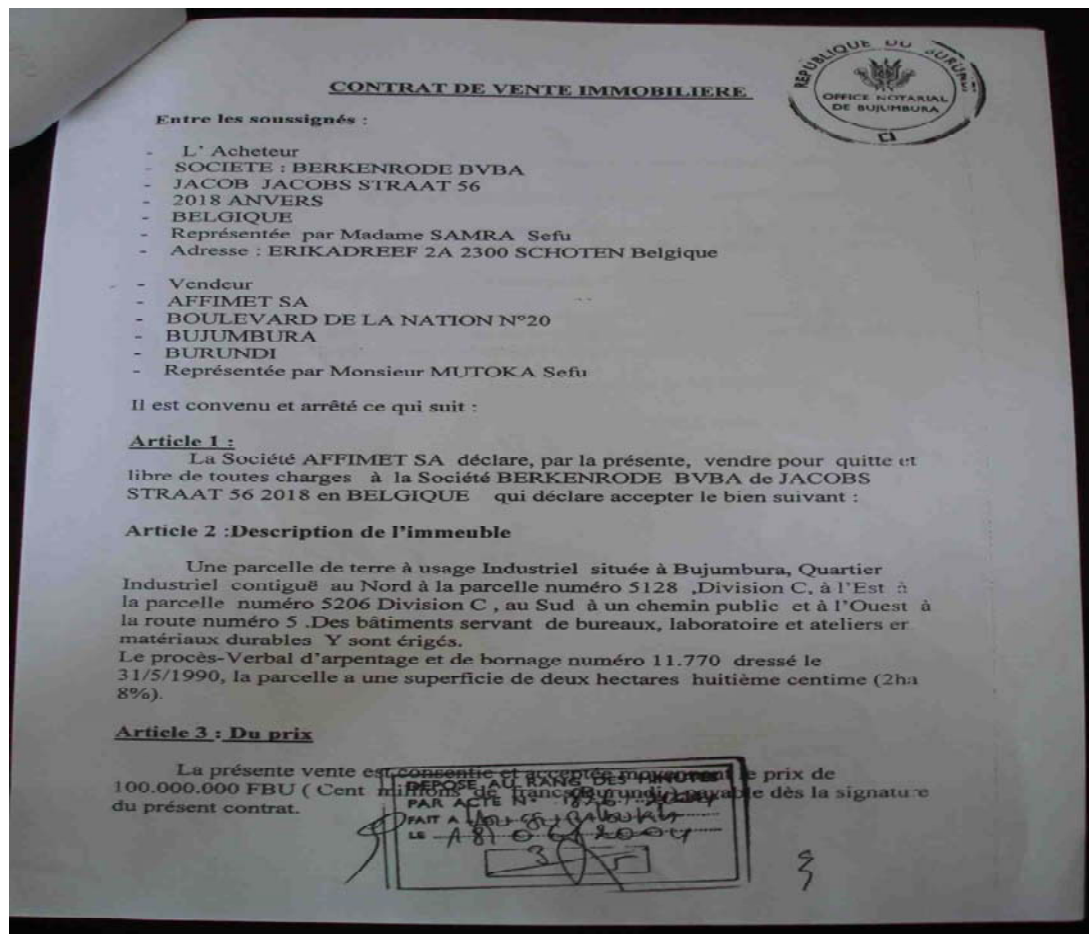 REPUBLIQUE DU BURUNDI
OFFICE NOTARIAL
DE BUJUMBURA
CONTRAT DE VENTE IMMOBILIERE
Entre les soussignés :
- L' Acheteur
- SOCIETE : BERKENRODE BVBA
- JACOB JACOBS STRAAT 56
- 2018 ANVERS
- BELGIQUE
- Représentée par Madame SAMRA Sefu
- Adresse : ERIKADREEF 2A 2300 SCHOTEN Belgique
- Vendeur
- AFFIMET SA
- BOULEVARD DE LA NATION N°20
- BUJUMBURA
- BURUNDI
- Représentée par Monsieur MUTOKA Sefu
Il est convenu et arrêté ce qui suit :
Article 1 :
La Société AFFIMET SA déclare, par la présente, vendre pour quitte et
libre de toutes charges à la Société BERKENRODE BVBA de JACOBS
STRAAT 56 2018 en BELGIQUE qui déclare accepter le bien suivant :
Article 2 :Description de l'immeuble
Une parcelle de terre à usage Industriel située à Bujumbura, Quartier
Industriel contiguë au Nord à la parcelle numéro 5128 ,Division C, à l'Est à
la parcelle numéro 5206 Division C , au Sud à un chemin public et à l'Ouest à
la route numéro 5 .Des bâtiments servant de bureaux, laboratoire et ateliers er
matériaux durables Y sont érigés.
Le procès-Verbal d'arpentage et de bornage numéro 11.770 dressé le
31/5/1990, la parcelle a une superficie de deux hectares huitième centime (2ha
8%).
Article 3 : Du prix
La présente vente est consentie et acceptée moyennant le prix de
100.000.000 FBU ( Cent millions de francs Burundi ) payable dès la signature
du présent contrat.
DEPOSE AU RANG DES MINUTES
PAR ACTE N°
FAIT A
LE
3 5